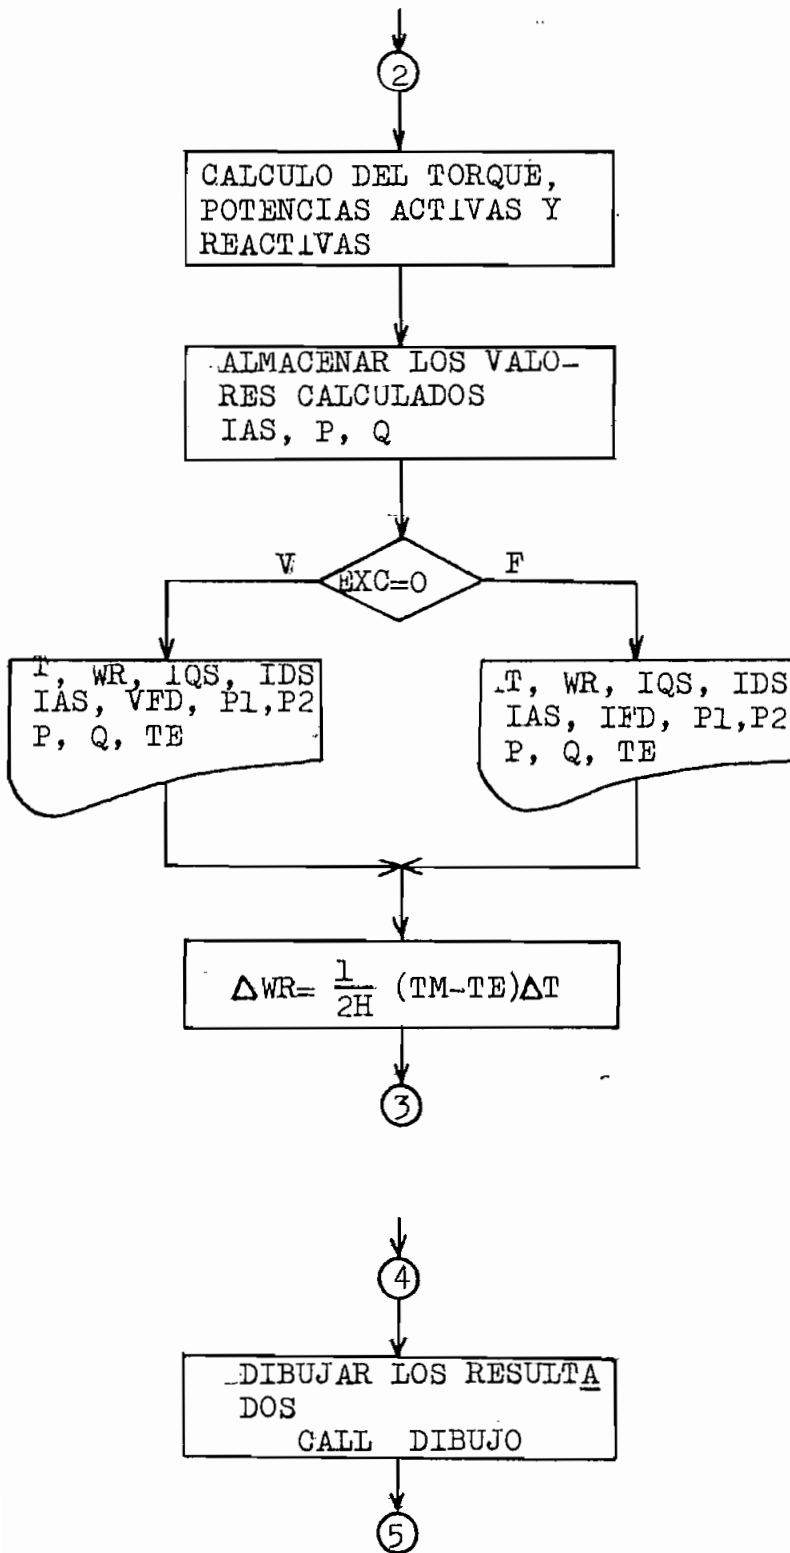 2
CALCULO DEL TORQUE,
POTENCIAS ACTIVAS Y
REACTIVAS
ALMACENAR LOS VALO-
RES CALCULADOS
IAS, P, Q
V
EXC=0
F
T, WR, IQS, IDS
IAS, VFD, P1,P2
P, Q, TE
T, WR, IQS, IDS
IAS, IFD, P1,P2
P, Q, TE
ΔWR= 1/2H (TM-TE)ΔT
3
4
DIBUJAR LOS RESULTA
DOS
CALL DIBUJO
5